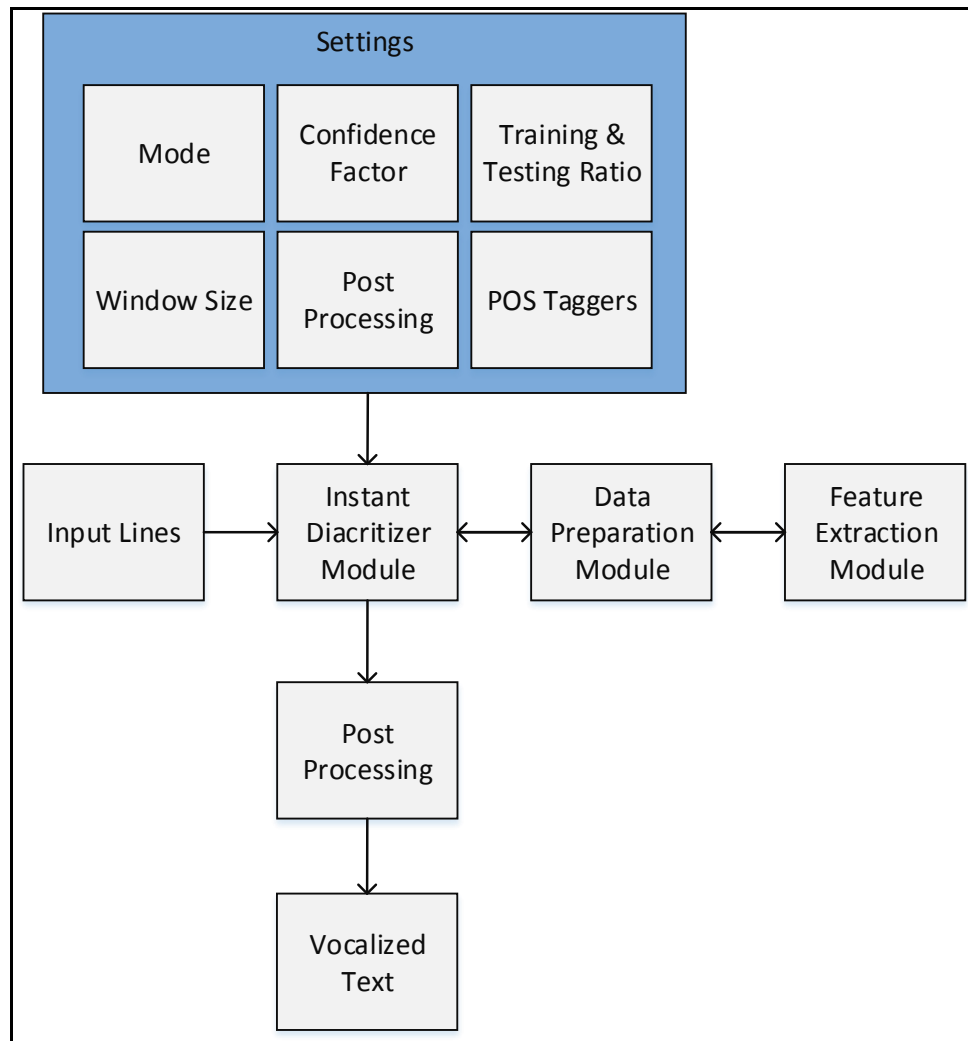 Settings
Mode
Confidence
Factor
Training &
Testing Ratio
Window Size
Post
Processing
POS Taggers
Input Lines
Instant
Diacritizer
Module
Data
Preparation
Module
Feature
Extraction
Module
Post
Processing
Vocalized
Text